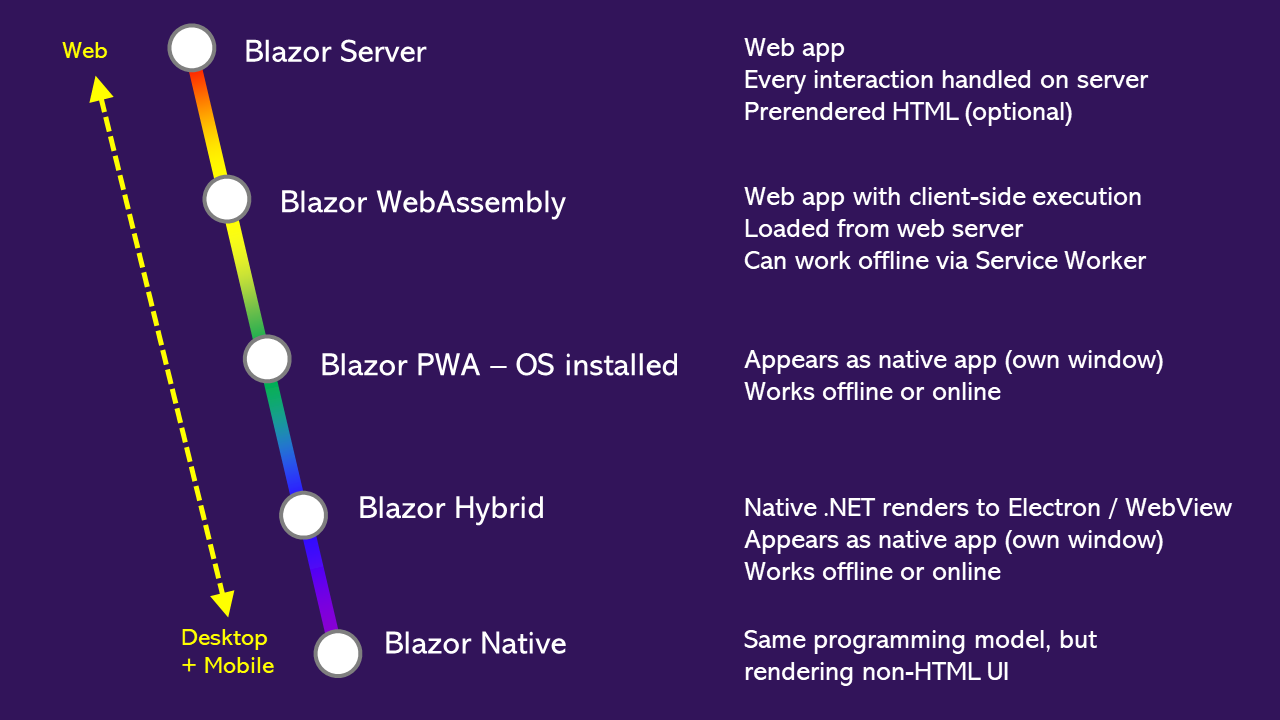 Web
Blazor Server
Web app
Every interaction handled on server
Prerendered HTML (optional)
Blazor WebAssembly
Web app with client-side execution
Loaded from web server
Can work offline via Service Worker
Blazor PWA – OS installed
Appears as native app (own window)
Works offline or online
Blazor Hybrid
Native .NET renders to Electron / WebView
Appears as native app (own window)
Works offline or online
Desktop
+ Mobile
Blazor Native
Same programming model, but
rendering non-HTML UI